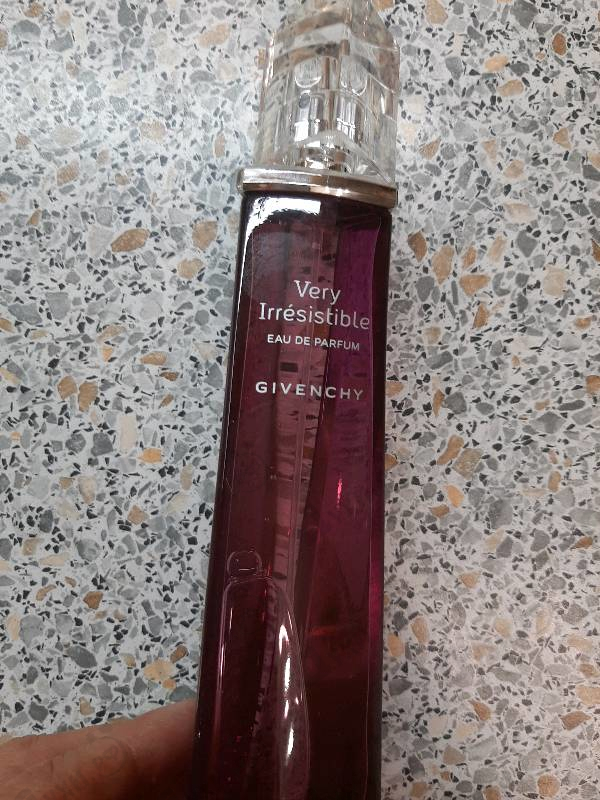 Very
Irrésistible
EAU DE PARFUM
GIVENCHY